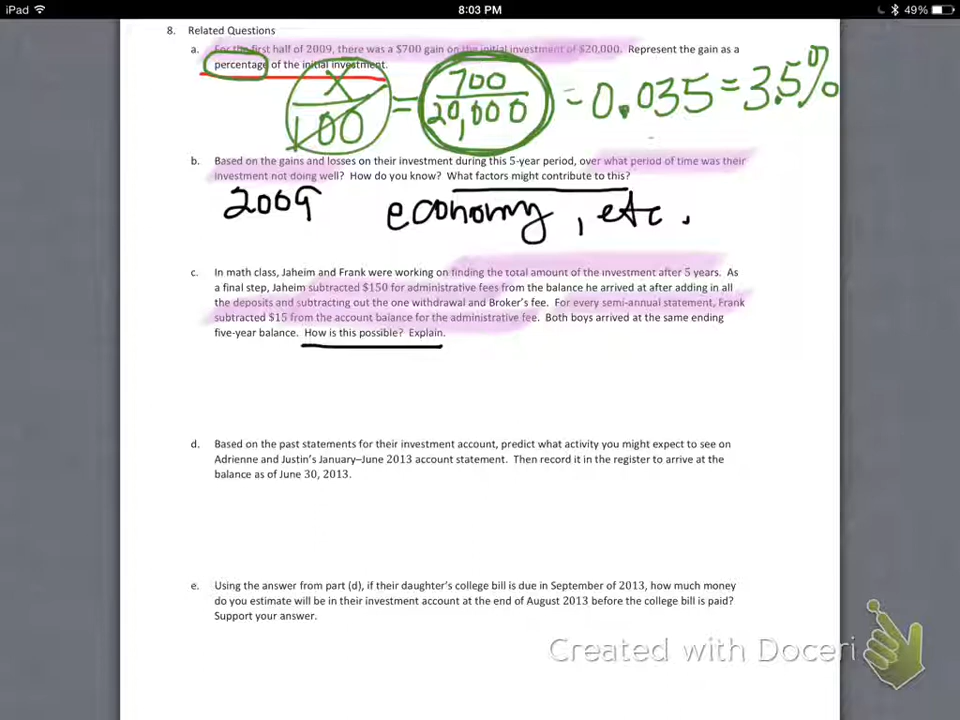 iPad
8:03 PM
49%
8. Related Questions
a. For the first half of 2009, there was a $700 gain on the initial investment of $20,000. Represent the gain as a
percentage of the initial investment.
x/100 = 700/20,000 = 0.035 = 3.5%
b. Based on the gains and losses on their investment during this 5-year period, over what period of time was their
investment not doing well? How do you know? What factors might contribute to this?
2009 economy, etc.
c. In math class, Jaheim and Frank were working on finding the total amount of the investment after 5 years. As
a final step, Jaheim subtracted $150 for administrative fees from the balance he arrived at after adding in all
the deposits and subtracting out the one withdrawal and Broker's fee. For every semi-annual statement, Frank
subtracted $15 from the account balance for the administrative fee. Both boys arrived at the same ending
five-year balance. How is this possible? Explain.
d. Based on the past statements for their investment account, predict what activity you might expect to see on
Adrienne and Justin's January–June 2013 account statement. Then record it in the register to arrive at the
balance as of June 30, 2013.
e. Using the answer from part (d), if their daughter's college bill is due in September of 2013, how much money
do you estimate will be in their investment account at the end of August 2013 before the college bill is paid?
Support your answer.
Created with Doceri